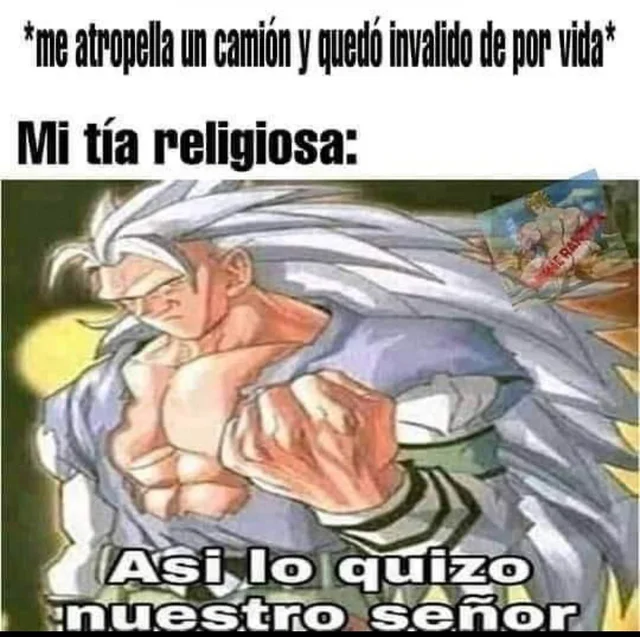 *me atropella un camión y quedó invalido de por vida*
Mi tía religiosa:
Asi lo quizo
nuestro señor